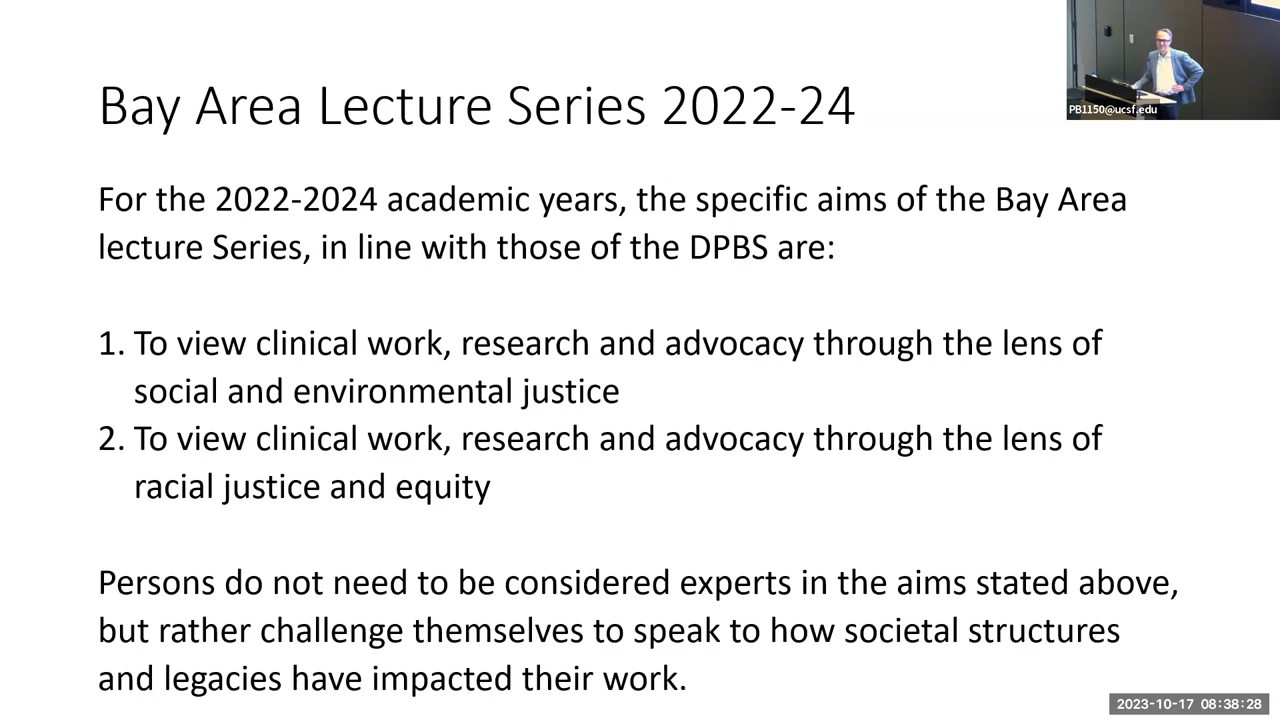 Bay Area Lecture Series 2022-24
PB1150@ucsf.edu
For the 2022-2024 academic years, the specific aims of the Bay Area
lecture Series, in line with those of the DPBS are:
1. To view clinical work, research and advocacy through the lens of
social and environmental justice
2. To view clinical work, research and advocacy through the lens of
racial justice and equity
Persons do not need to be considered experts in the aims stated above,
but rather challenge themselves to speak to how societal structures
and legacies have impacted their work.
2023-10-17 08:38:28